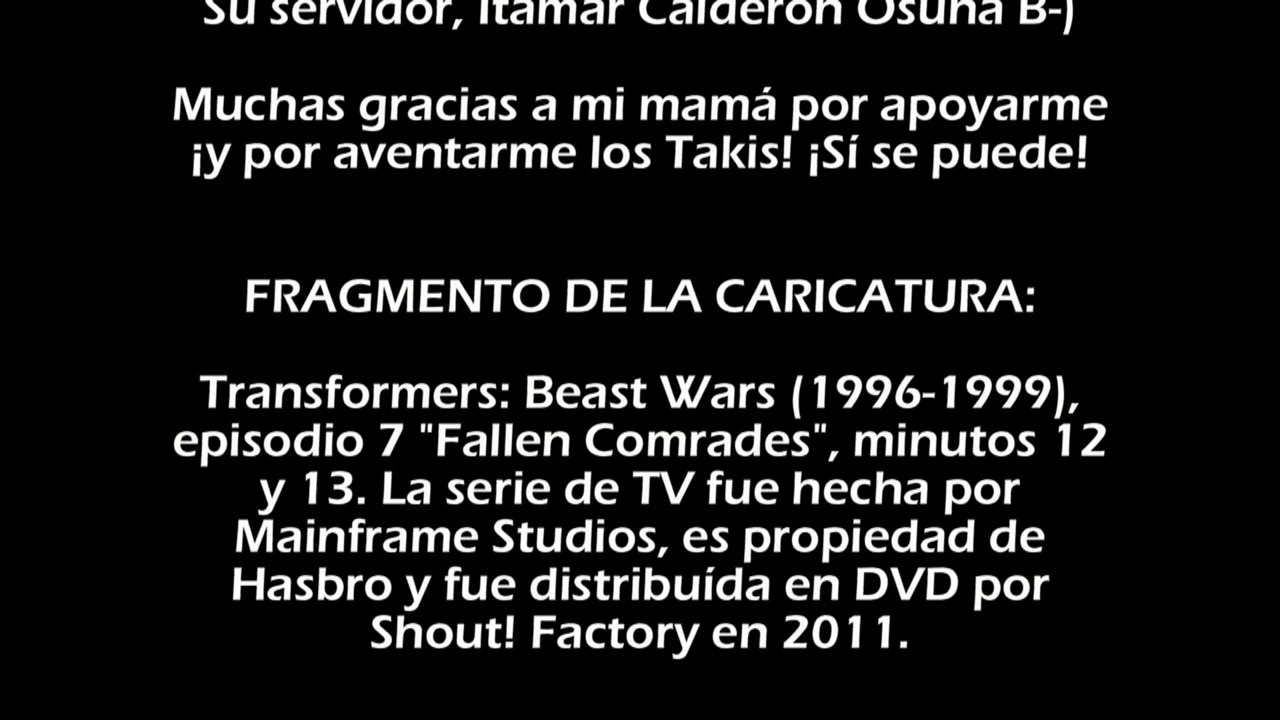 Su servidor, Itamar Calderón Osuna B-)
Muchas gracias a mi mamá por apoyarme
¡y por aventarme los Takis! ¡Sí se puede!
FRAGMENTO DE LA CARICATURA:
Transformers: Beast Wars (1996-1999),
episodio 7 "Fallen Comrades", minutos 12
y 13. La serie de TV fue hecha por
Mainframe Studios, es propiedad de
Hasbro y fue distribuída en DVD por
Shout! Factory en 2011.